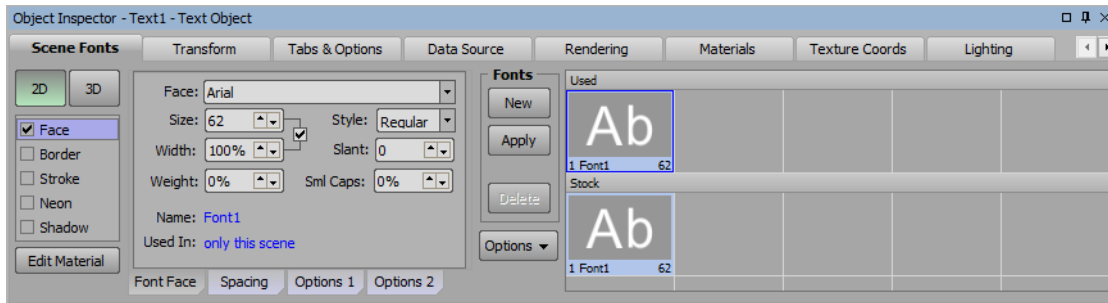 Object Inspector - Text1 - Text Object
Scene Fonts Transform Tabs & Options Data Source Rendering Materials Texture Coords Lighting
2D 3D
Face
Border
Stroke
Neon
Shadow
Edit Material
Face: Arial
Size: 62 Style: Regular
Width: 100% Slant: 0
Weight: 0% Sml Caps: 0%
Name: Font1
Used In: only this scene
Font Face Spacing Options 1 Options 2
Fonts
New
Apply
Delete
Options
Used
Ab
1 Font1 62
Stock
Ab
1 Font1 62